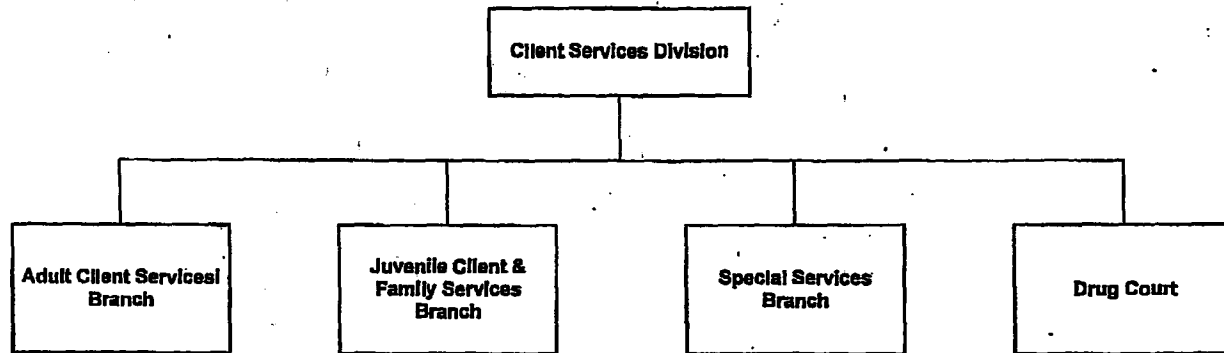 Client Services Division
Adult Client Servicesl
Branch
Juvenile Client &
Family Services
Branch
Special Services
Branch
Drug Court